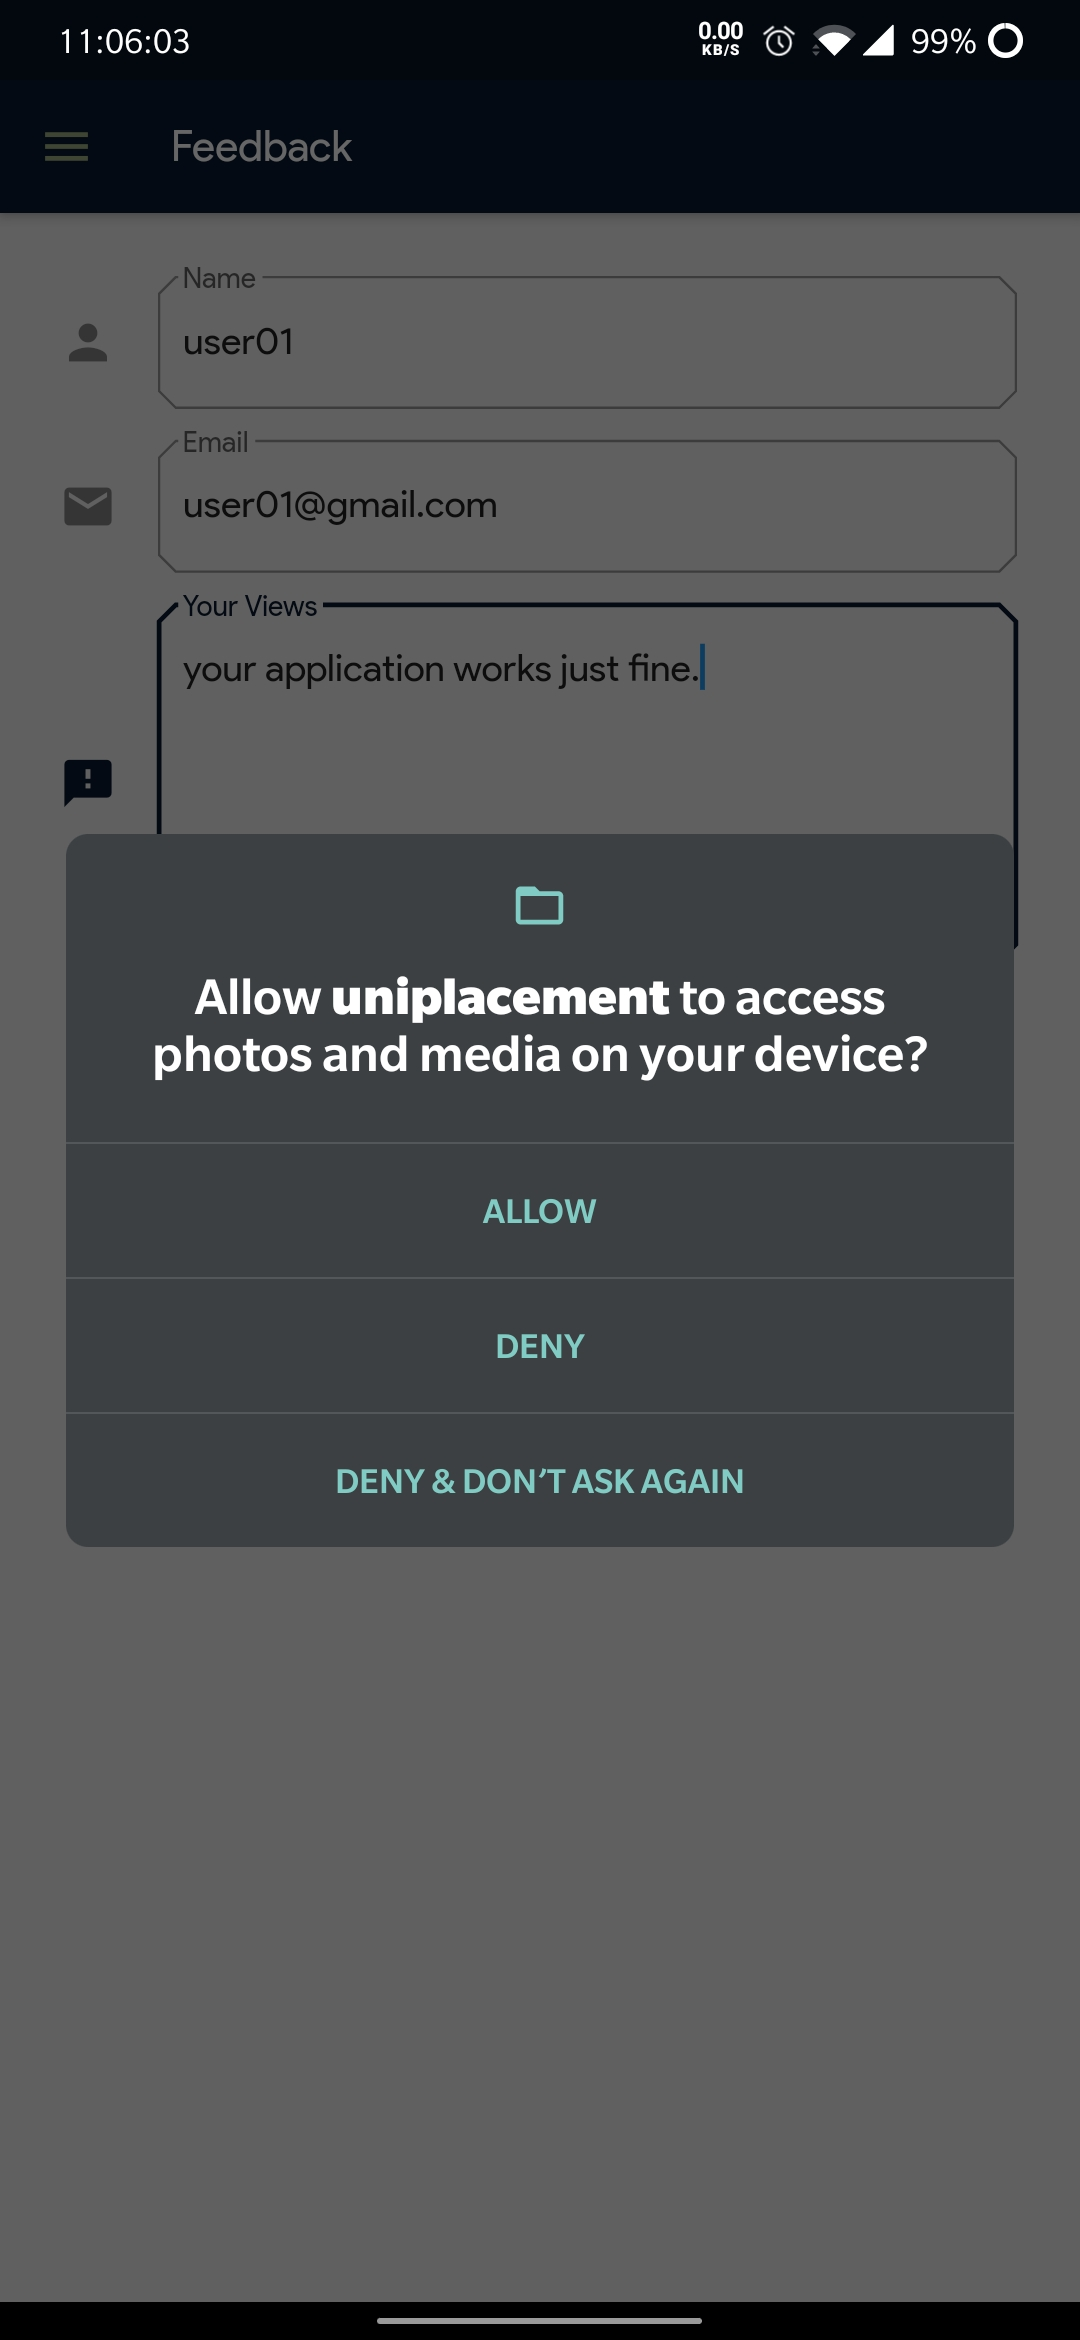 11:06:03
0.00
KB/S
99%
Feedback
Name
user01
Email
user01@gmail.com
Your Views
your application works just fine.
Allow uniplacement to access
photos and media on your device?
ALLOW
DENY
DENY & DON’T ASK AGAIN